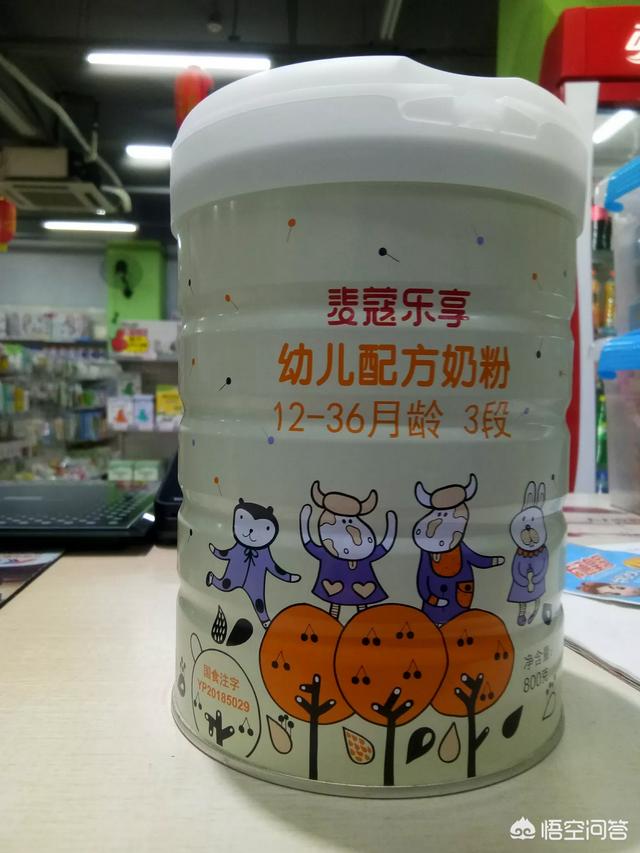 麦蔻乐享
幼儿配方奶粉
12-36月龄 3段
国食注字
YP20185029
净含量:
800克
悟空问答